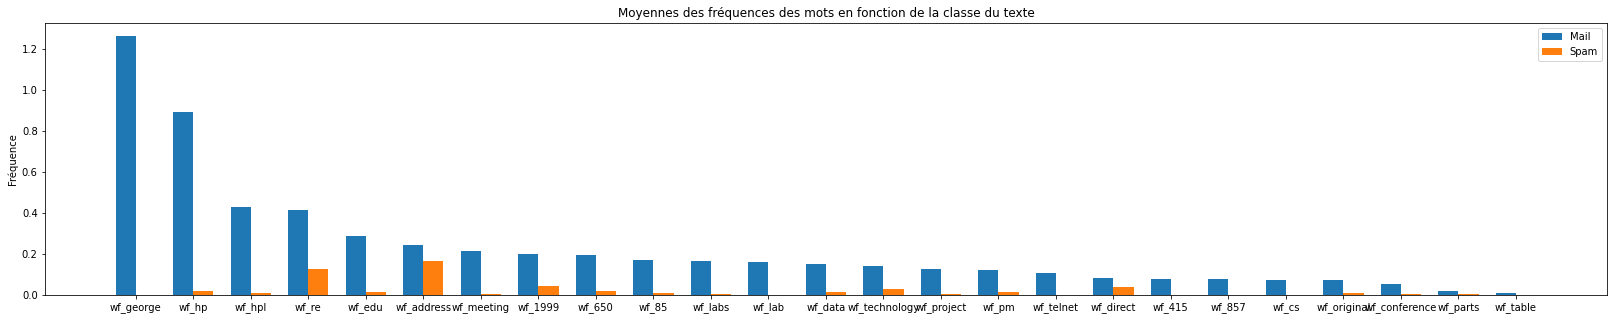 Moyennes des fréquences des mots en fonction de la classe du texte
Mail
Spam
Fréquence
1.2
1.0
0.8
0.6
0.4
0.2
0.0
wf_george wf_hp wf_hpl wf_re wf_edu wf_address wf_meeting wf_1999 wf_650 wf_85 wf_labs wf_lab wf_data wf_technology wf_project wf_pm wf_telnet wf_direct wf_415 wf_857 wf_cs wf_original wf_conference wf_parts wf_table